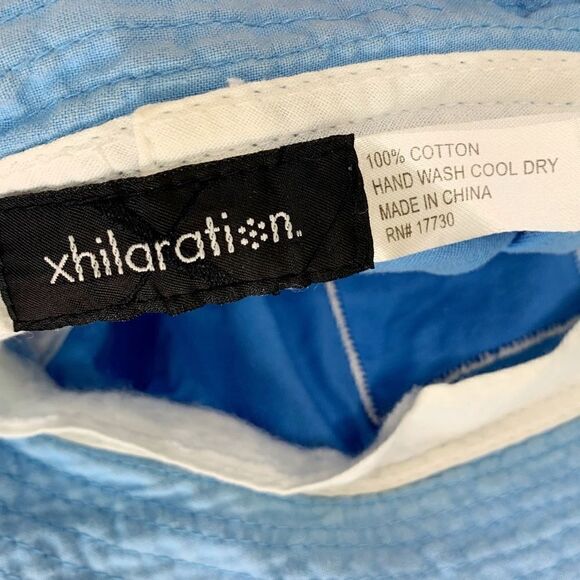 xhilaration.
100% COTTON
HAND WASH COOL DRY
MADE IN CHINA
RN# 17730